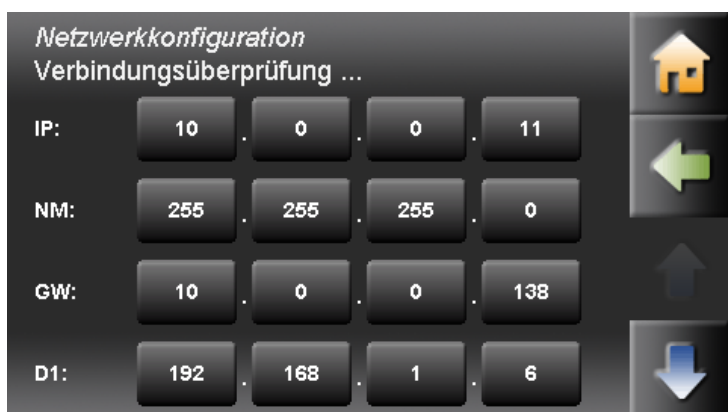 Netzwerkkonfiguration
Verbindungsüberprüfung ...
IP: 10 . 0 . 0 . 11
NM: 255 . 255 . 255 . 0
GW: 10 . 0 . 0 . 138
D1: 192 . 168 . 1 . 6